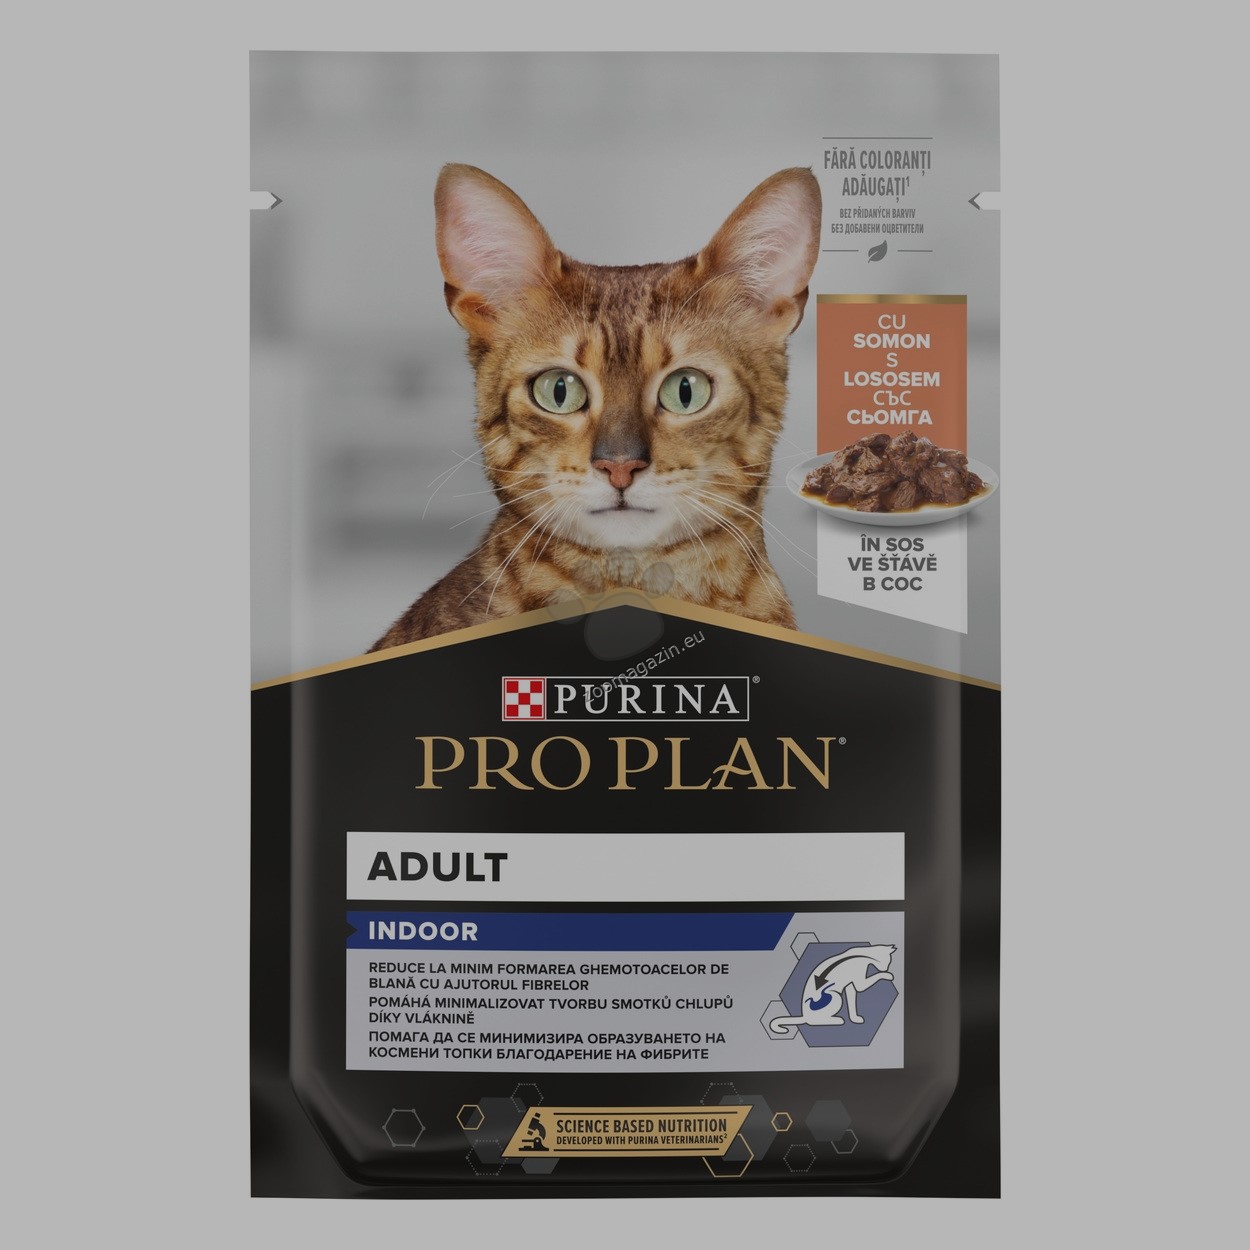 FĂRĂ COLORANȚI
ADĂUGAȚI¹
BEZ PŘIDANÝCH BARVIV
БЕЗ ДОБАВЕНИ ОЦВЕТИТЕЛИ
CU
SOMON
S
LOSOSEM
СЪС
СЬОМГА
ÎN SOS
VE ŠŤÁVĚ
В СОС
zoomagazin.eu
PURINA®
PRO PLAN®
ADULT
INDOOR
REDUCE LA MINIM FORMAREA GHEMOTOACELOR DE
BLANĂ CU AJUTORUL FIBRELOR
POMÁHÁ MINIMALIZOVAT TVORBU SMOTKŮ CHLUPŮ
DÍKY VLÁKNINĚ
ПОМАГА ДА СЕ МИНИМИЗИРА ОБРАЗУВАНЕТО НА
КОСМЕНИ ТОПКИ БЛАГОДАРЕНИЕ НА ФИБРИТЕ
SCIENCE BASED NUTRITION
DEVELOPED WITH PURINA VETERINARIANS²